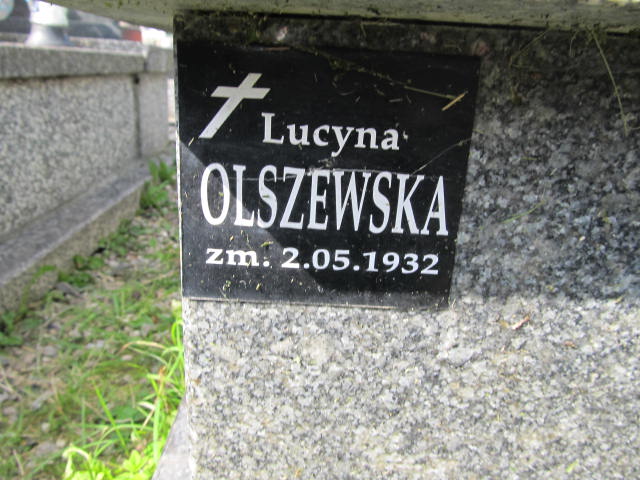 Lucyna
OLSZEWSKA
zm. 2.05.1932